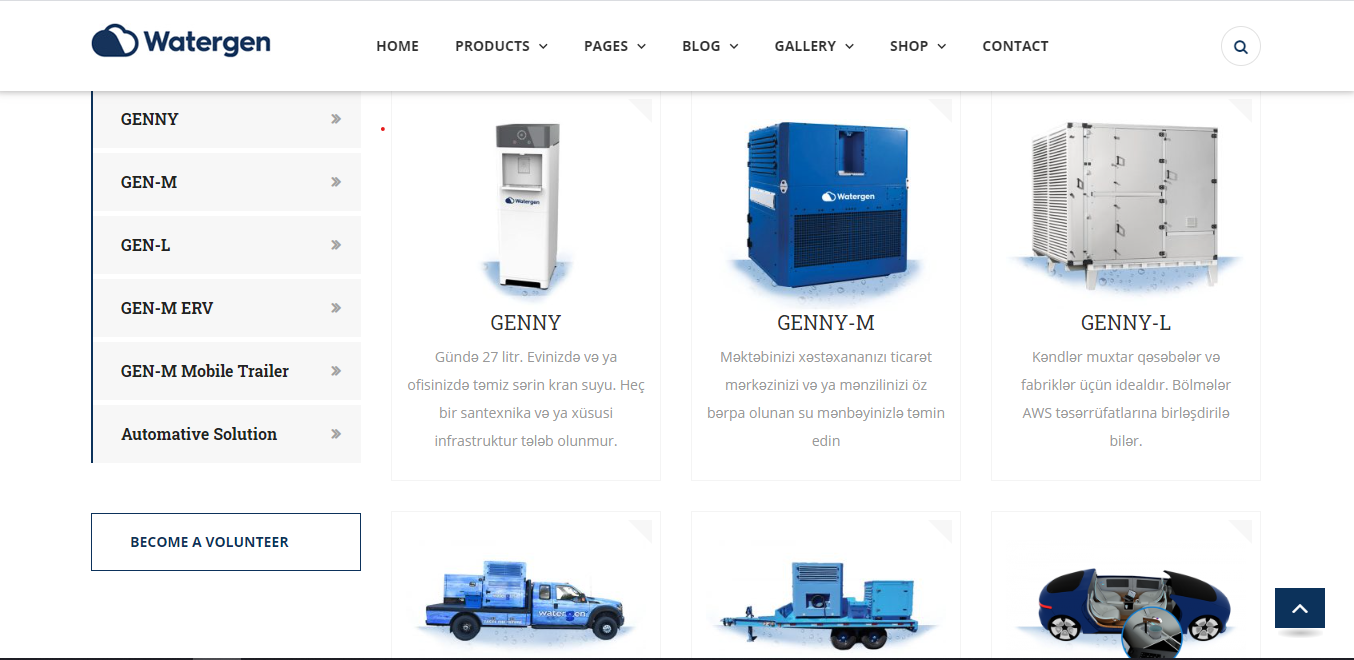 Watergen
HOME
PRODUCTS
PAGES
BLOG
GALLERY
SHOP
CONTACT
GENNY
GEN-M
GEN-L
GEN-M ERV
GEN-M Mobile Trailer
Automative Solution
BECOME A VOLUNTEER
Watergen
GENNY
Gündə 27 litr. Evinizdə və ya
ofisinizdə təmiz sərin kran suyu. Heç
bir santexnika və ya xüsusi
infrastruktur tələb olunmur.
Watergen
GENNY-M
Məktəbinizi xəstəxananızı ticarət
mərkəzinizi və ya mənzilinizi öz
bərpa olunan su mənbəyinizlə təmin
edin
GENNY-L
Kəndlər muxtar qəsəbələr və
fabriklər üçün idealdır. Bölmələr
AWS təsərrüfatlarına birləşdirilə
bilər.